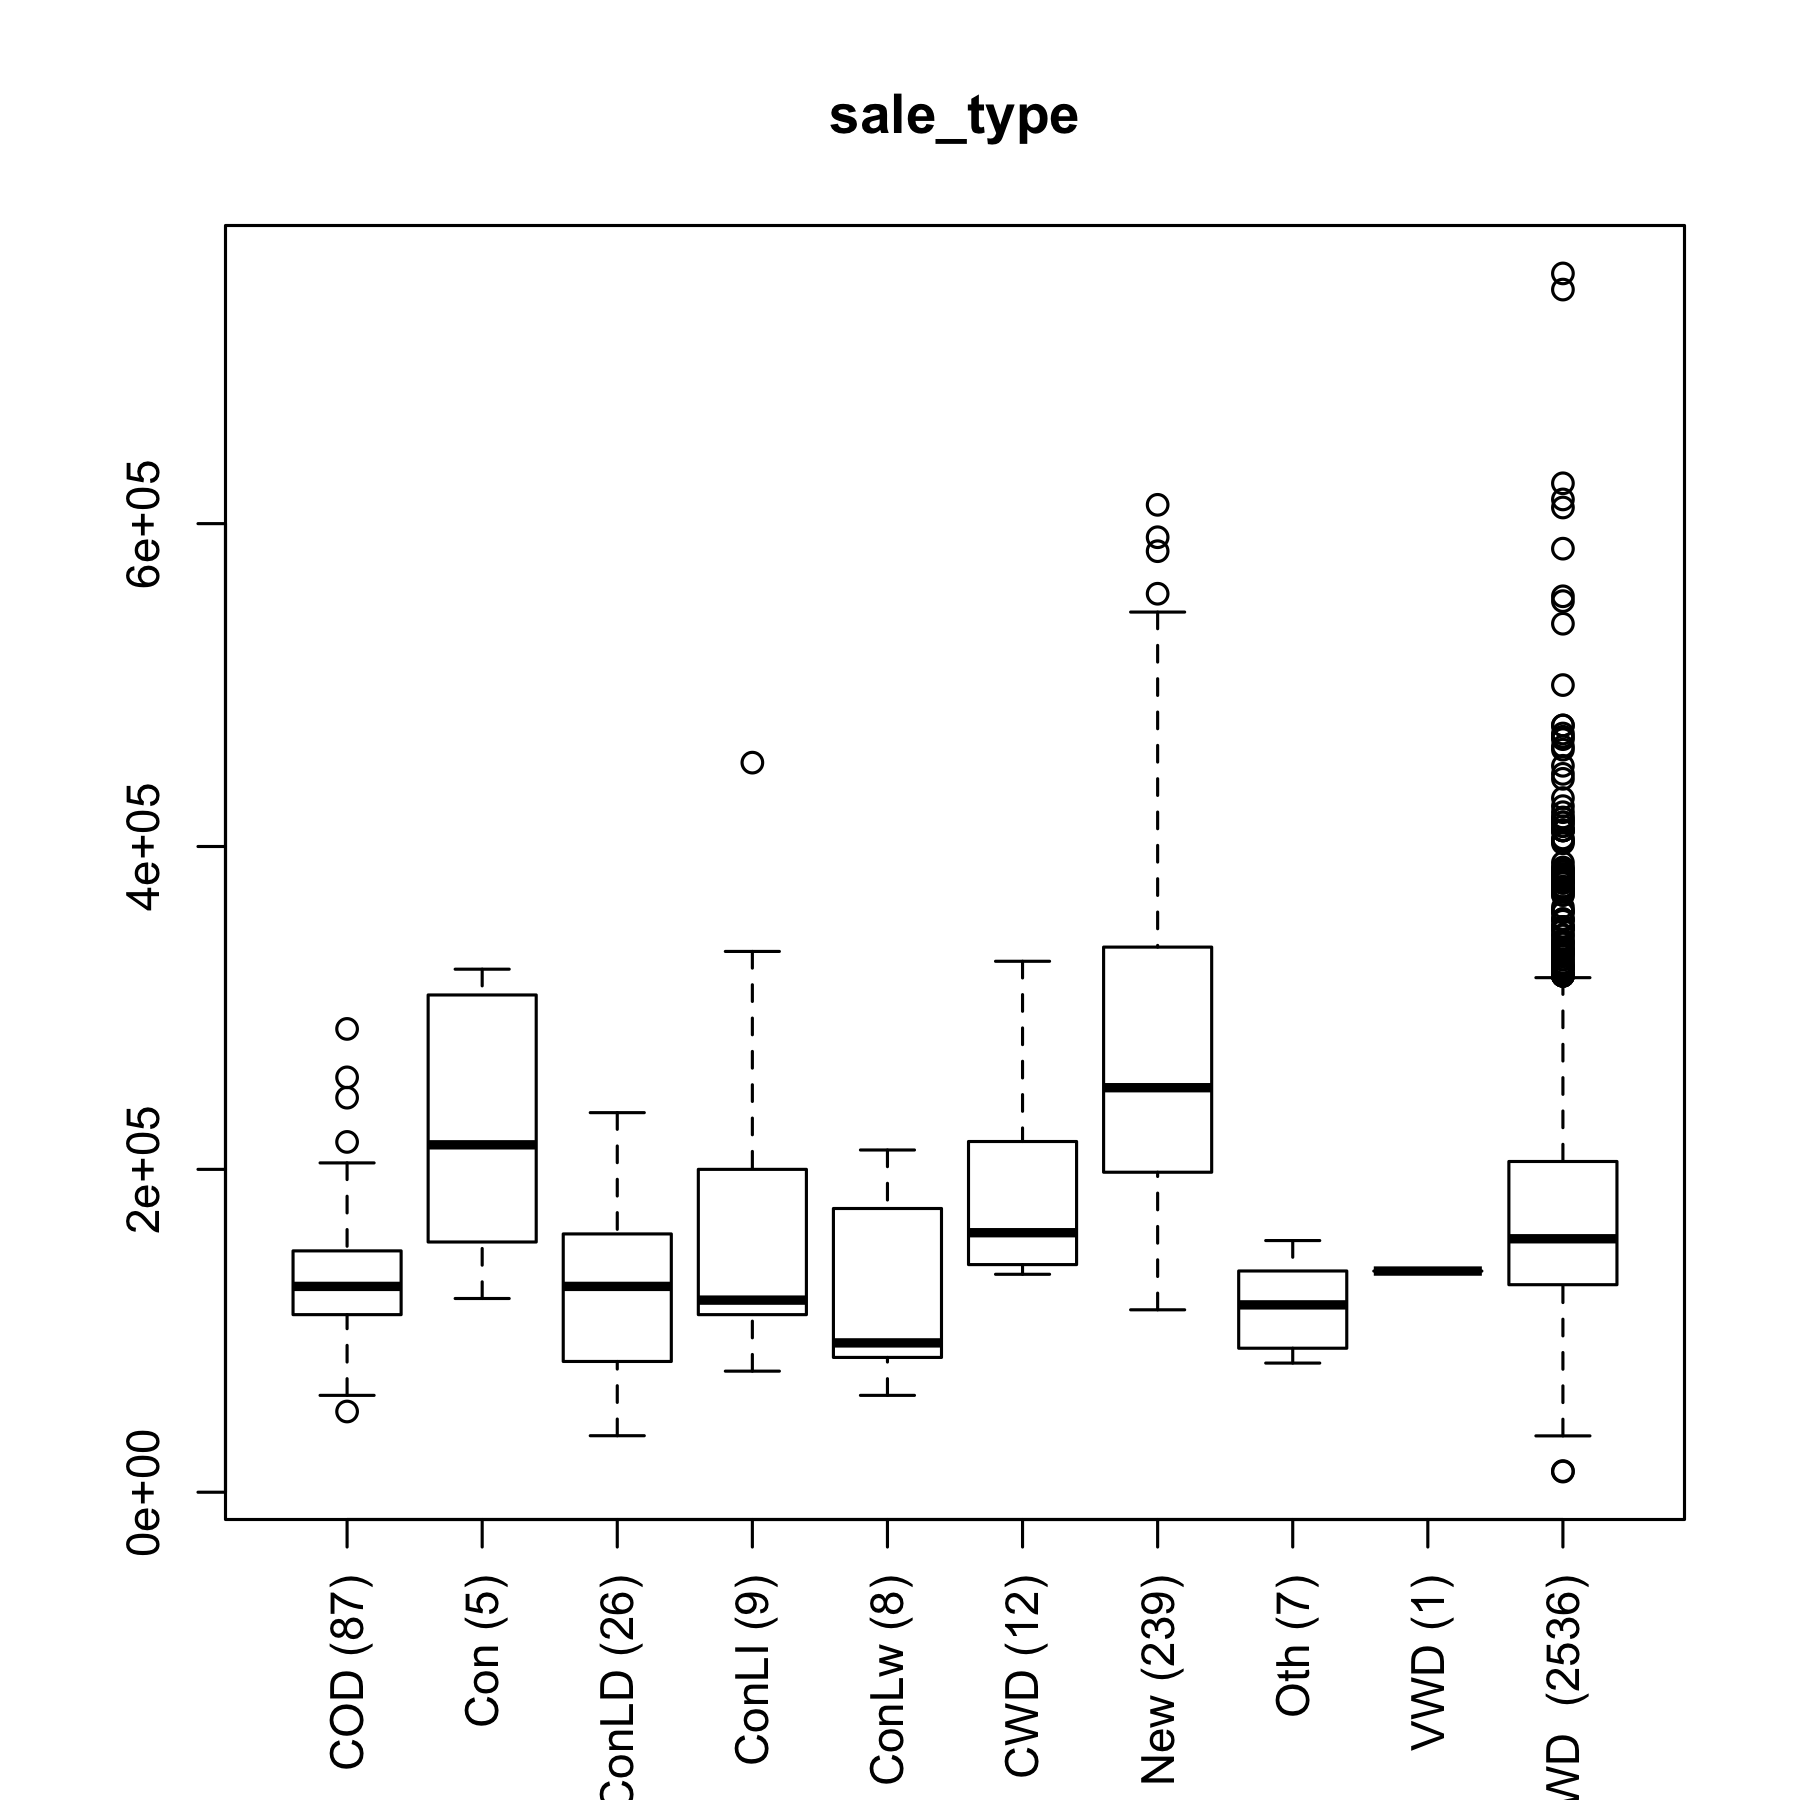 sale_type
6e+05
4e+05
2e+05
0e+00
COD (87)
Con (5)
ConLD (26)
ConLI (9)
ConLw (8)
CWD (12)
New (239)
Oth (7)
VWD (1)
WD (2536)